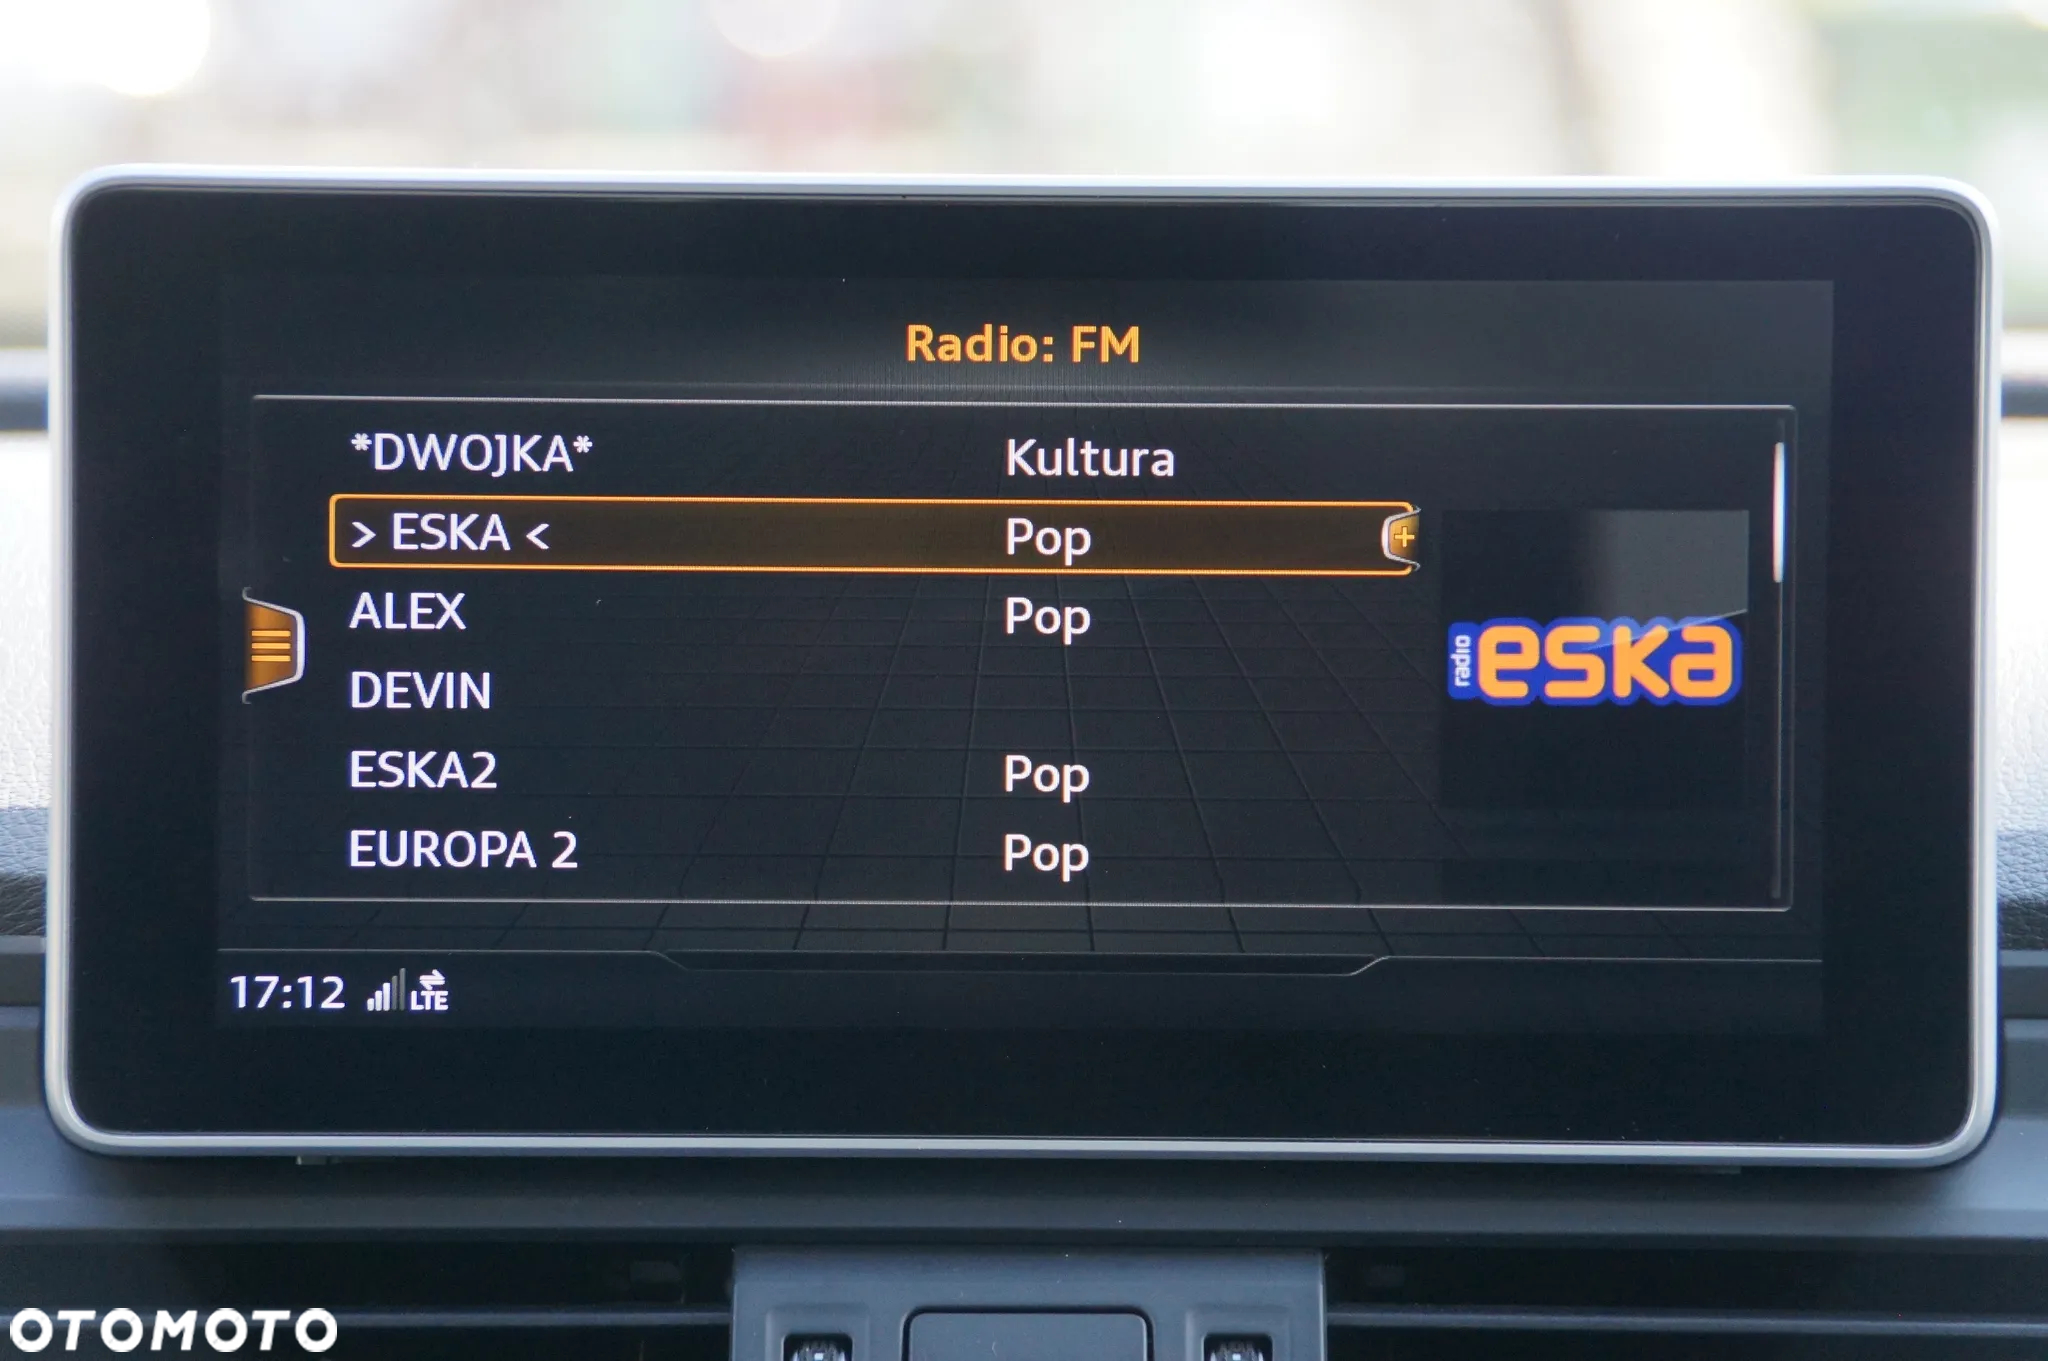 Radio: FM
*DWOJKA* Kultura
> ESKA < Pop +
ALEX Pop
DEVIN
radio eska
ESKA2 Pop
EUROPA 2 Pop
17:12 LTE
OTOMOTO